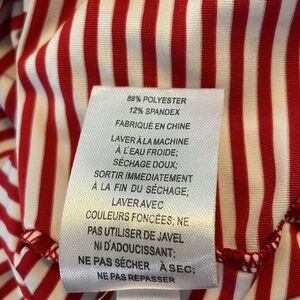 88% POLYESTER
12% SPANDEX
FABRIQUÉ EN CHINE
LAVER À LA MACHINE
À L'EAU FROIDE;
SÉCHAGE DOUX;
SORTIR IMMÉDIATEMENT
À LA FIN DU SÉCHAGE;
LAVER AVEC
COULEURS FONCÉES; NE
PAS UTILISER DE JAVEL
NI D'ADOUCISSANT;
NE PAS SÉCHER À SEC;
NE PAS REPASSER